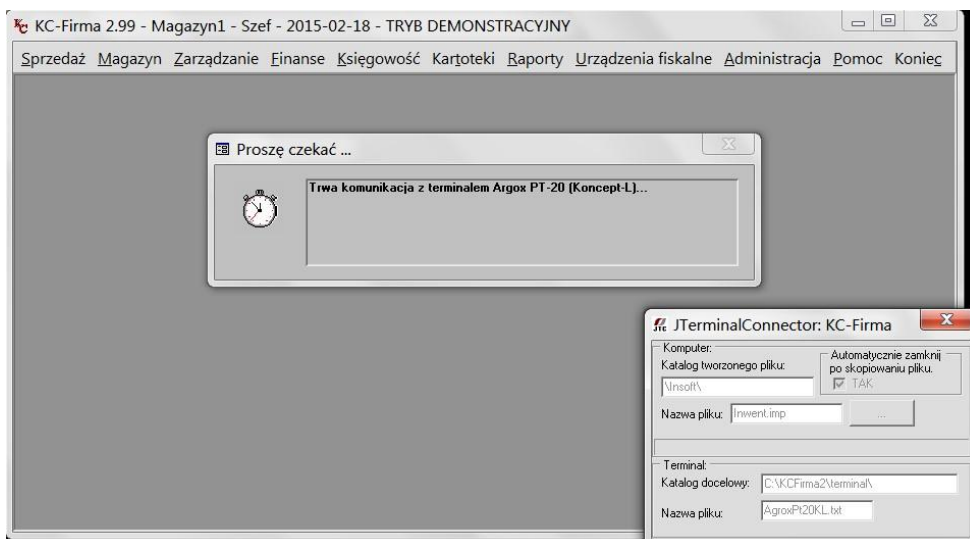 KC-Firma 2.99 - Magazyn1 - Szef - 2015-02-18 - TRYB DEMONSTRACYJNY
Sprzedaż Magazyn Zarządzanie Finanse Księgowość Kartoteki Raporty Urządzenia fiskalne Administracja Pomoc Koniec
Proszę czekać ...
Trwa komunikacja z terminalem Argox PT-20 (Koncept-L)...
JTC JTerminalConnector: KC-Firma
Komputer:
Katalog tworzonego pliku:
\Insoft\
Automatycznie zamknij
po skopiowaniu pliku.
TAK
Nazwa pliku: Inwent.imp ...
Terminal:
Katalog docelowy: C:\KCFirma2\terminal\
Nazwa pliku: AgroxPt20KL.txt